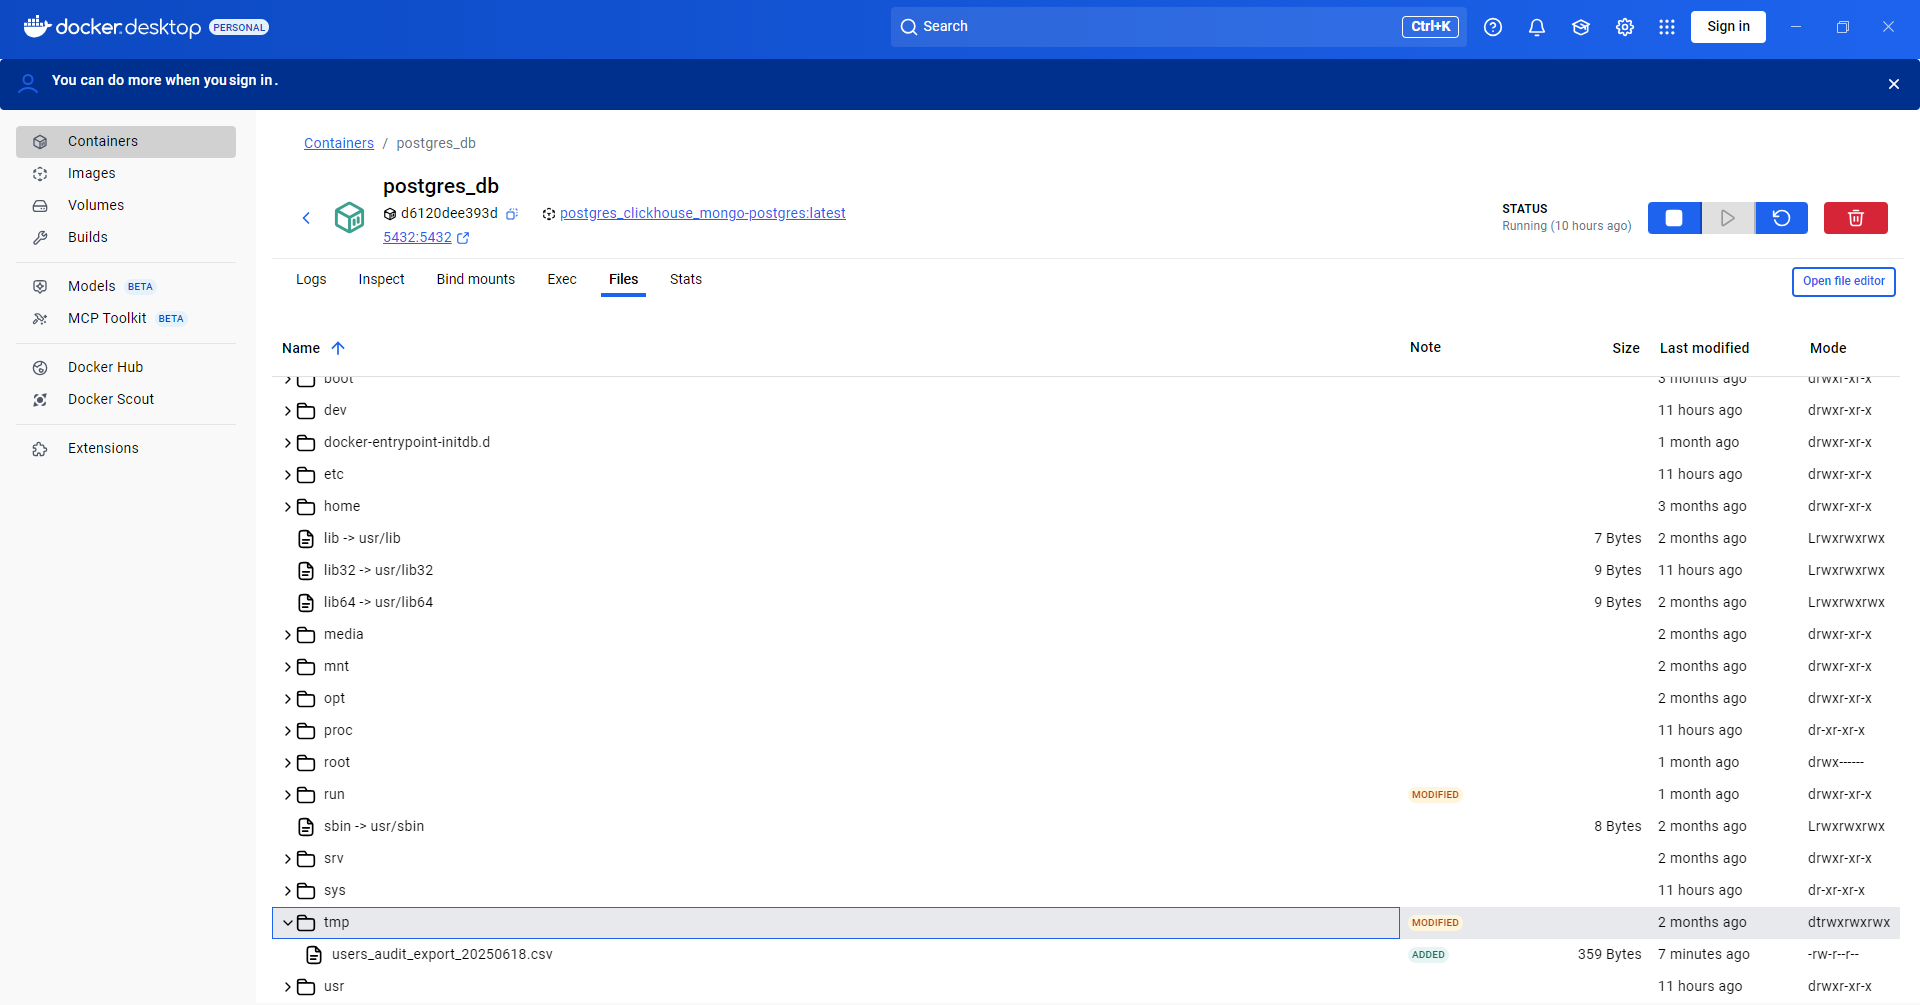 docker.desktop PERSONAL
Search Ctrl+K
Sign in
You can do more when you sign in.
Containers
Images
Volumes
Builds
Models BETA
MCP Toolkit BETA
Docker Hub
Docker Scout
Extensions
Containers / postgres_db
postgres_db
d6120dee393d postgres_clickhouse_mongo-postgres:latest
5432:5432
STATUS
Running (10 hours ago)
Logs Inspect Bind mounts Exec Files Stats
Open file editor
Name Note Size Last modified Mode
boot 3 months ago drwxr-xr-x
dev 11 hours ago drwxr-xr-x
docker-entrypoint-initdb.d 1 month ago drwxr-xr-x
etc 11 hours ago drwxr-xr-x
home 3 months ago drwxr-xr-x
lib -> usr/lib 7 Bytes 2 months ago Lrwxrwxrwx
lib32 -> usr/lib32 9 Bytes 11 hours ago Lrwxrwxrwx
lib64 -> usr/lib64 9 Bytes 2 months ago Lrwxrwxrwx
media 2 months ago drwxr-xr-x
mnt 2 months ago drwxr-xr-x
opt 2 months ago drwxr-xr-x
proc 11 hours ago dr-xr-xr-x
root 1 month ago drwx------
run MODIFIED 1 month ago drwxr-xr-x
sbin -> usr/sbin 8 Bytes 2 months ago Lrwxrwxrwx
srv 2 months ago drwxr-xr-x
sys 11 hours ago dr-xr-xr-x
tmp MODIFIED 2 months ago dtrwxrwxrwx
users_audit_export_20250618.csv ADDED 359 Bytes 7 minutes ago -rw-r--r--
usr 11 hours ago drwxr-xr-x